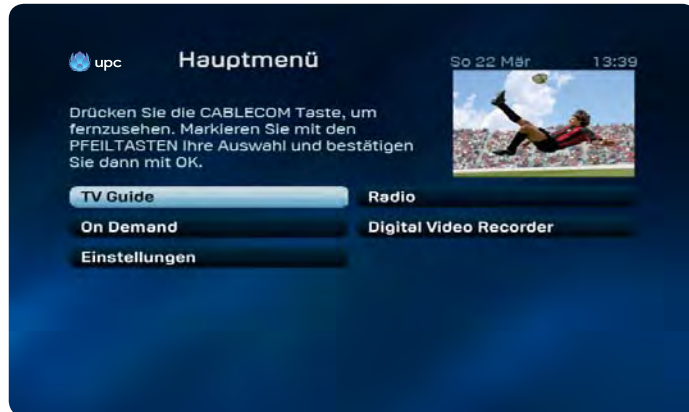 upc
Hauptmenü
So 22 Mär 13:39
Drücken Sie die CABLECOM Taste, um
fernzusehen. Markieren Sie mit den
PFEILTASTEN Ihre Auswahl und bestätigen
Sie dann mit OK.
TV Guide
Radio
On Demand
Digital Video Recorder
Einstellungen